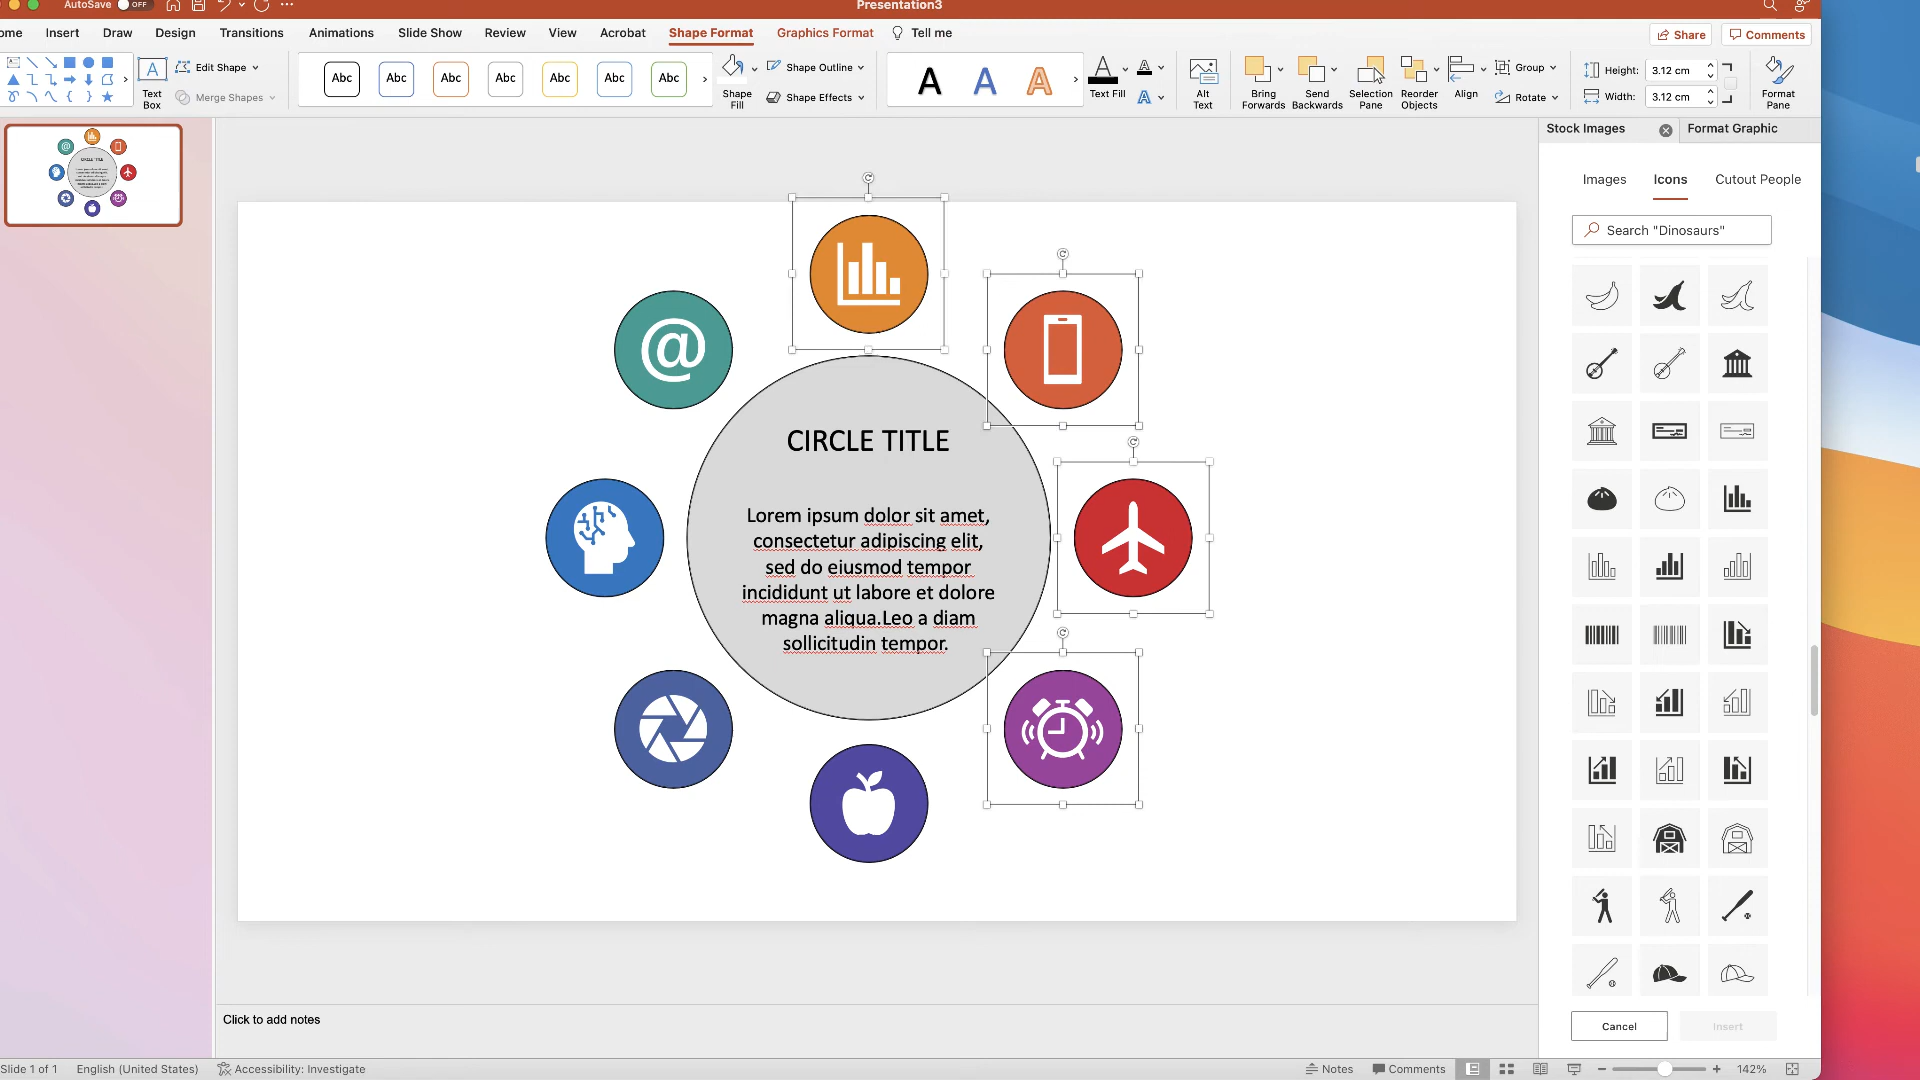 AutoSave OFF
Presentation3
ome Insert Draw Design Transitions Animations Slide Show Review View Acrobat Shape Format Graphics Format Tell me
Share Comments
A Text Box
Edit Shape
Merge Shapes
Abc Abc Abc Abc Abc Abc Abc
Shape Fill
Shape Outline
Shape Effects
A A A
Text Fill
Alt Text
Bring Forwards
Send Backwards
Selection Pane
Reorder Objects
Align
Group
Rotate
Height: 3.12 cm
Width: 3.12 cm
Format Pane
Stock Images
Format Graphic
Images Icons Cutout People
Search "Dinosaurs"
@
CIRCLE TITLE
Lorem ipsum dolor sit amet,
consectetur adipiscing elit,
sed do eiusmod tempor
incididunt ut labore et dolore
magna aliqua.Leo a diam
sollicitudin tempor.
Cancel Insert
Click to add notes
Slide 1 of 1 English (United States) Accessibility: Investigate
Notes Comments 142%